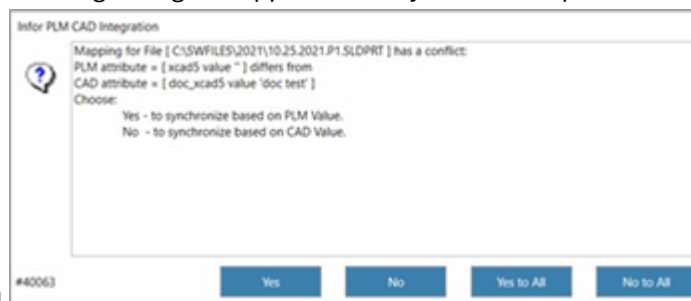 Infor PLM CAD Integration
Mapping for File [ C:\SWFILES\2021\10.25.2021.P1.SLDPRT ] has a conflict:
PLM attribute = [ xcad5 value '' ] differs from
CAD attribute = [ doc_xcad5 value 'doc test' ]
Choose:
Yes - to synchronize based on PLM Value.
No - to synchronize based on CAD Value.
#40063
Yes
No
Yes to All
No to All